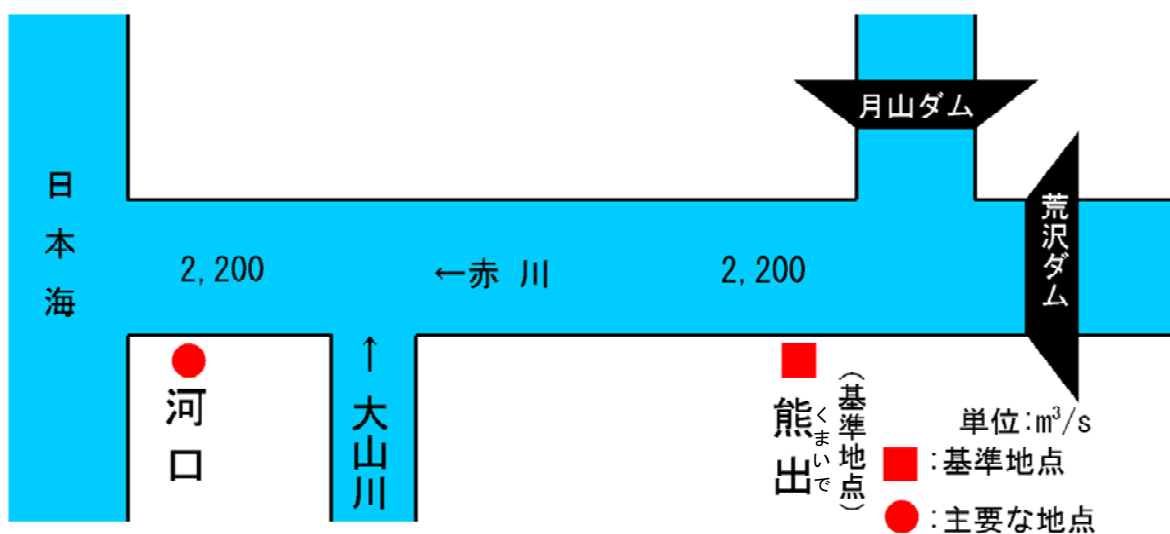 月山ダム
荒沢ダム
日本海
2,200
←赤川
2,200
↑大山川
河口
熊出
くまいで
(基準地点)
単位:m³/s
:基準地点
:主要な地点